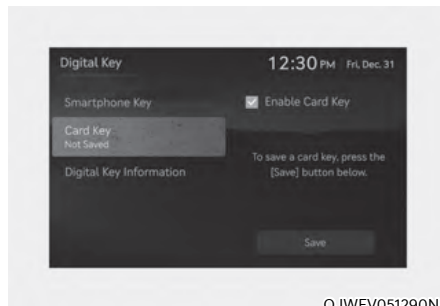 Digital Key
12:30 PM Fri, Dec. 31
Smartphone Key
Enable Card Key
Card Key
Not Saved
To save a card key, press the
[Save] button below.
Digital Key Information
Save
OJWEV051290N